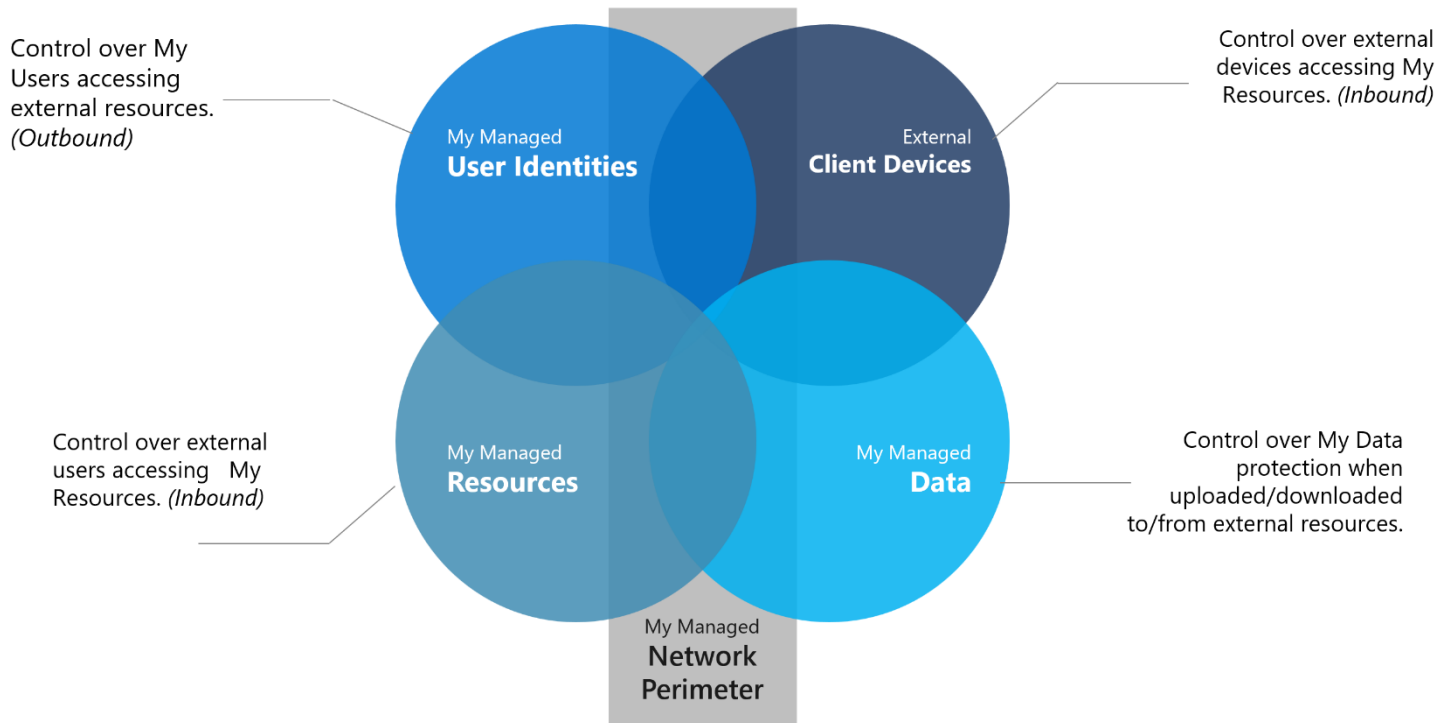 Control over My
Users accessing
external resources.
(Outbound)
Control over external
devices accessing My
Resources. (Inbound)
My Managed
User Identities
External
Client Devices
Control over external
users accessing   My
Resources. (Inbound)
My Managed
Resources
My Managed
Data
Control over My Data
protection when
uploaded/downloaded
to/from external resources.
My Managed
Network
Perimeter